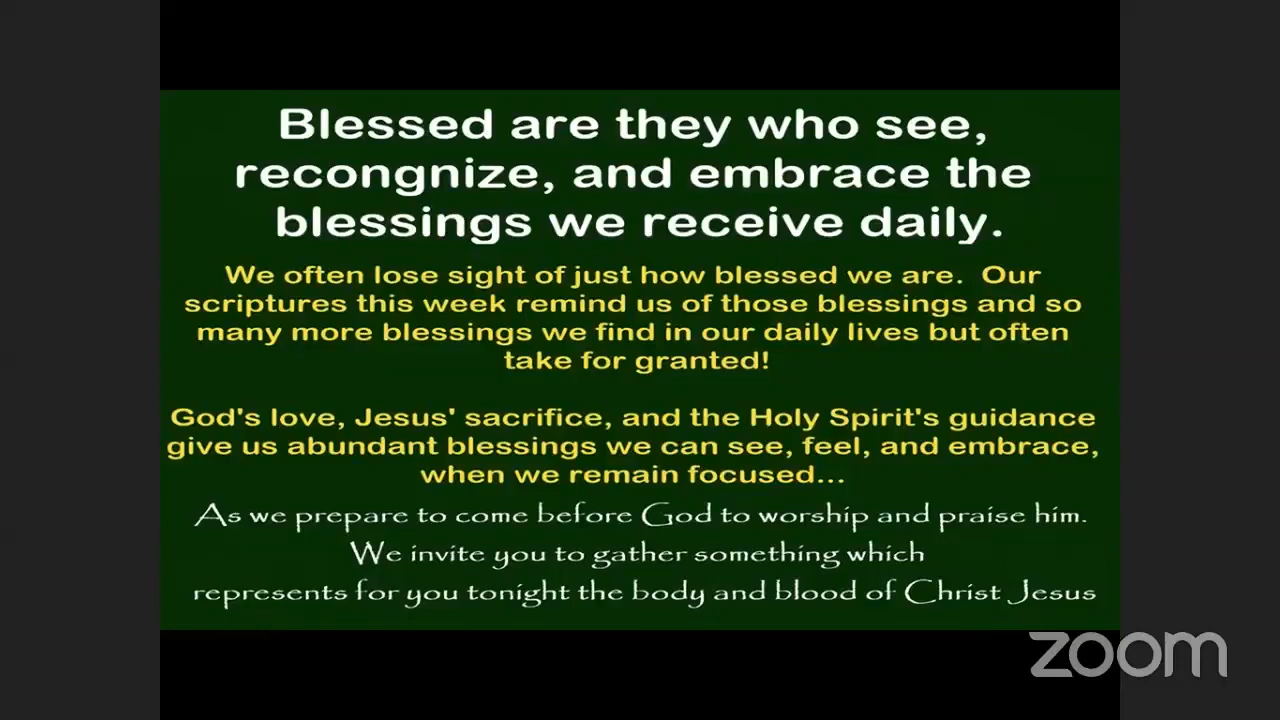 Blessed are they who see,
recongnize, and embrace the
blessings we receive daily.
We often lose sight of just how blessed we are.  Our
scriptures this week remind us of those blessings and so
many more blessings we find in our daily lives but often
take for granted!
God's love, Jesus' sacrifice, and the Holy Spirit's guidance
give us abundant blessings we can see, feel, and embrace,
when we remain focused...
As we prepare to come before God to worship and praise him.
We invite you to gather something which
represents for you tonight the body and blood of Christ Jesus
zoom